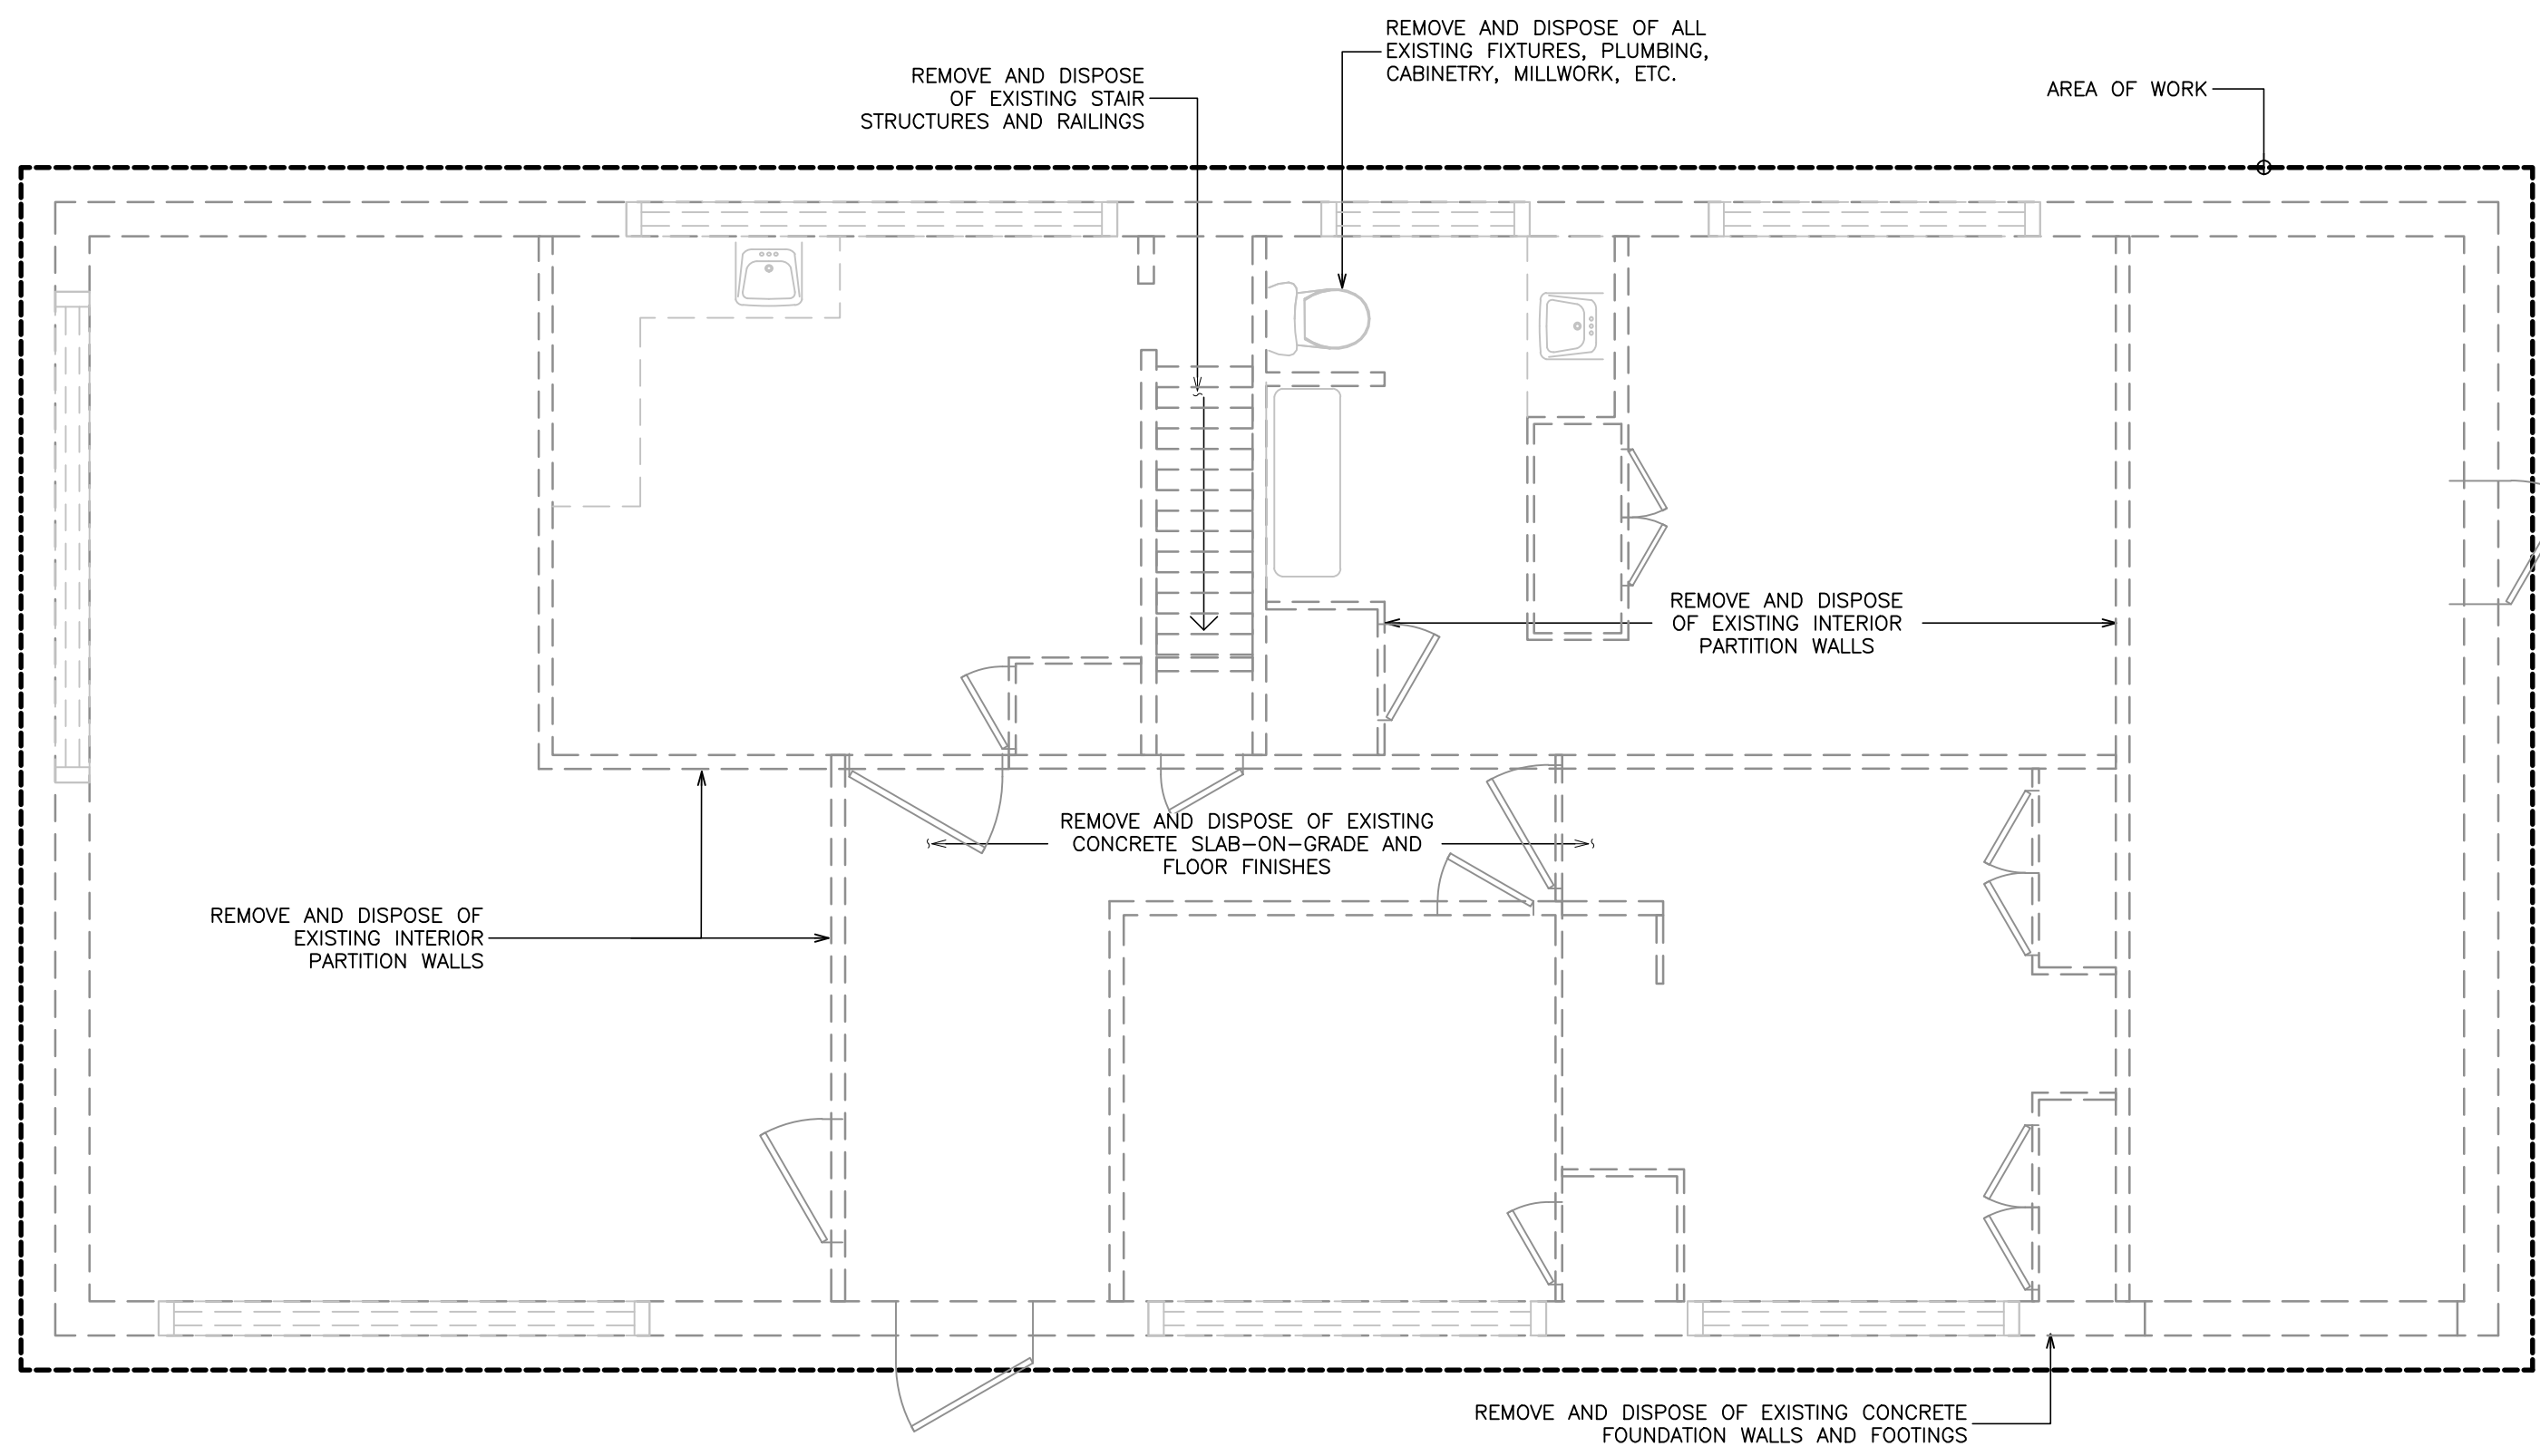 REMOVE AND DISPOSE OF ALL
EXISTING FIXTURES, PLUMBING,
CABINETRY, MILLWORK, ETC.
REMOVE AND DISPOSE
OF EXISTING STAIR
STRUCTURES AND RAILINGS
AREA OF WORK
REMOVE AND DISPOSE
OF EXISTING INTERIOR
PARTITION WALLS
REMOVE AND DISPOSE OF EXISTING
CONCRETE SLAB-ON-GRADE AND
FLOOR FINISHES
REMOVE AND DISPOSE OF
EXISTING INTERIOR
PARTITION WALLS
REMOVE AND DISPOSE OF EXISTING CONCRETE
FOUNDATION WALLS AND FOOTINGS